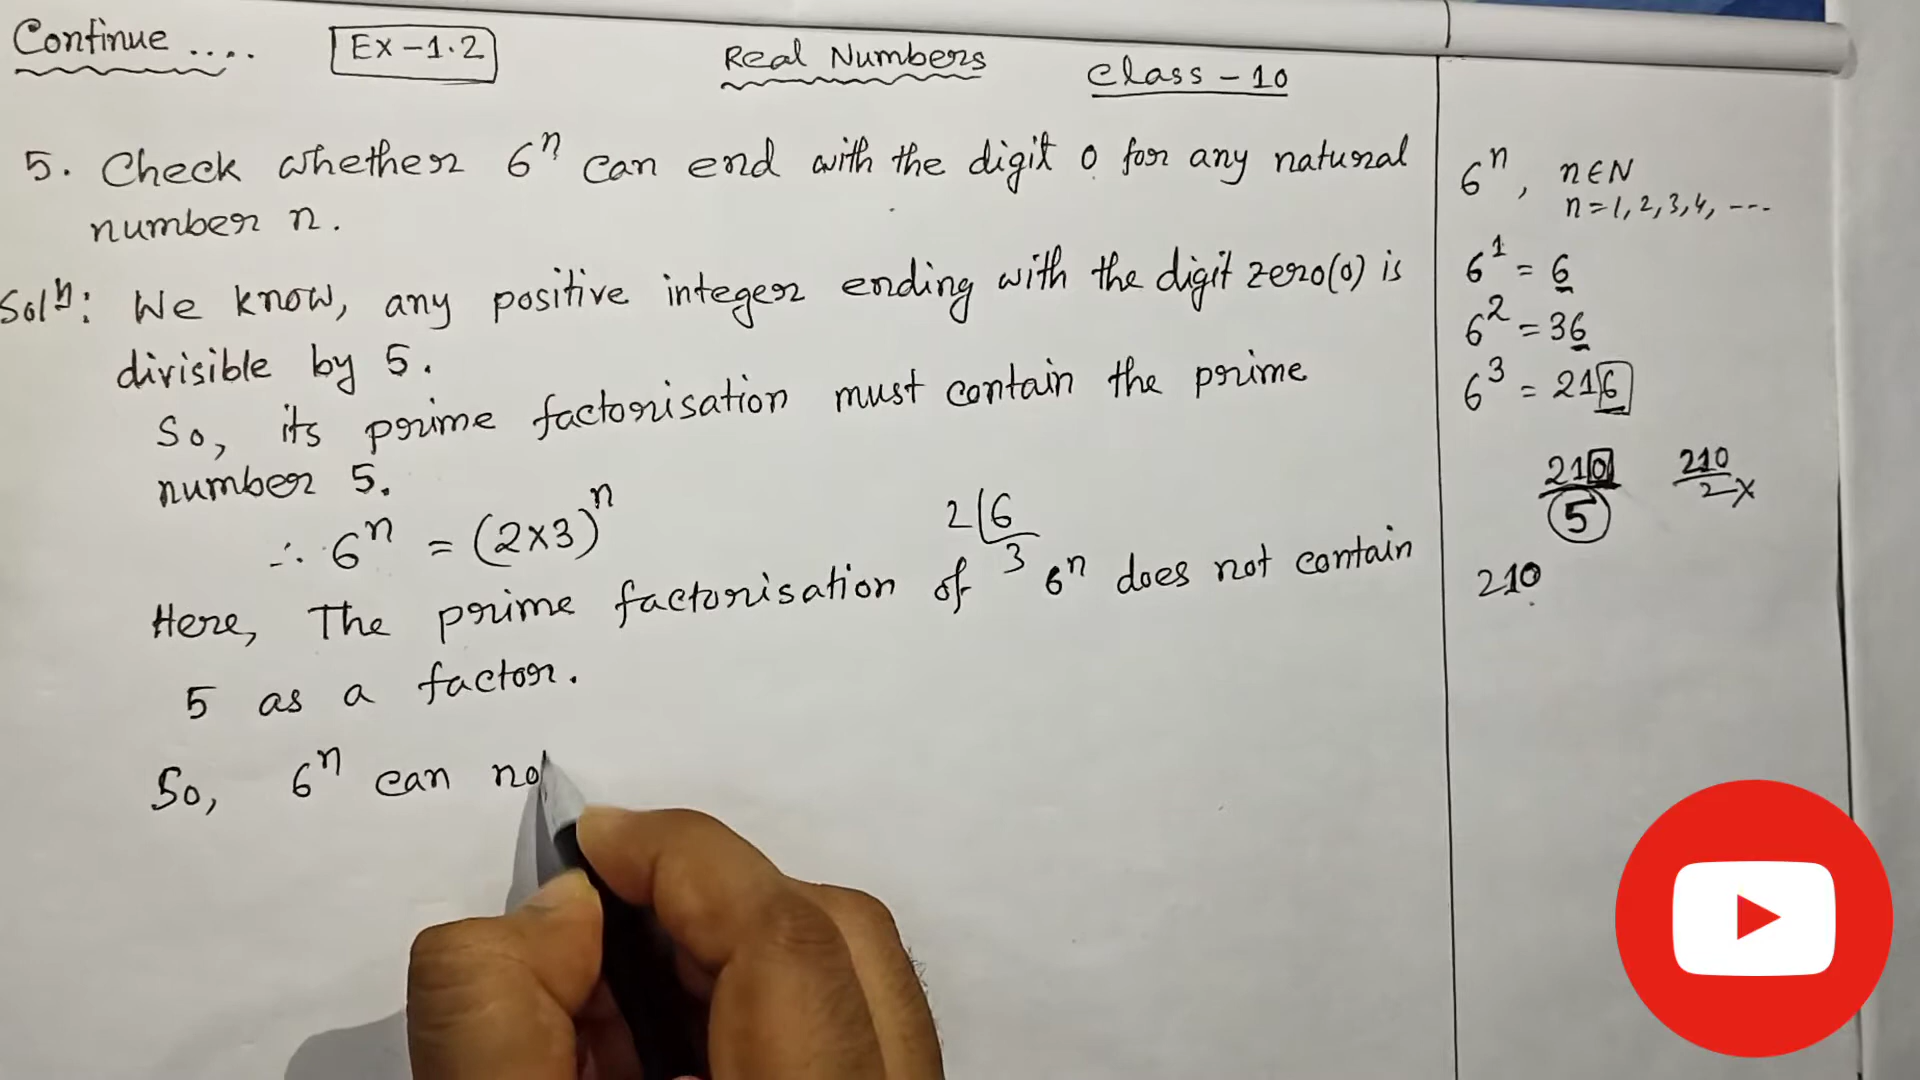 Continue ....
Ex-1.2
Real Numbers
Class - 10
5. Check whether 6ⁿ can end with the digit 0 for any natural
number n.
Solⁿ: We know, any positive integer ending with the digit zero(0) is
divisible by 5.
So, its prime factorisation must contain the prime
number 5.
∴ 6ⁿ = (2×3)ⁿ
2 6
3
Here, The prime factorisation of 6ⁿ does not contain
5 as a factor.
So, 6ⁿ can no
6ⁿ, n∈N
n=1,2,3,4, ----
6¹ = 6
6² = 36
6³ = 216
210/5 210/2 ×
210